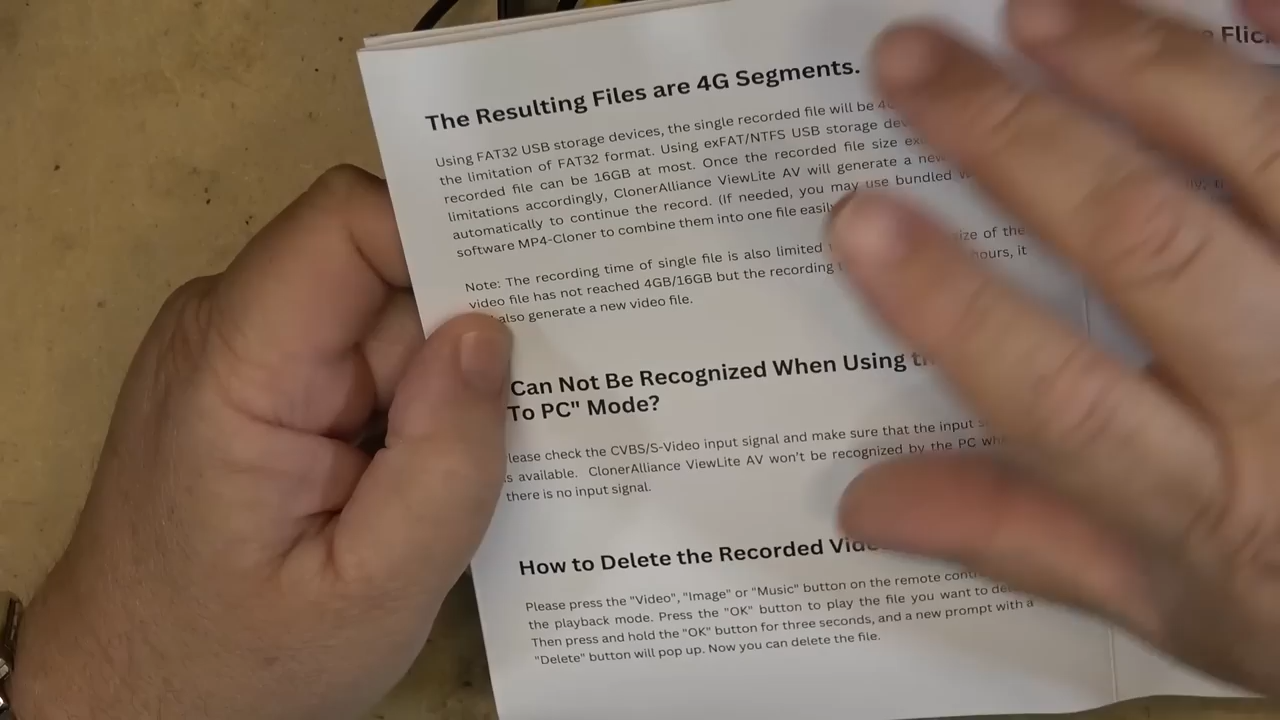 The Resulting Files are 4G Segments.
Using FAT32 USB storage devices, the single recorded file will be
the limitation of FAT32 format. Using exFAT/NTFS USB storage
recorded file can be 16GB at most. Once the recorded file size
limitations accordingly, ClonerAlliance ViewLite AV will generate a new
automatically to continue the record. (If needed, you may use bundled
software MP4-Cloner to combine them into one file
Note: The recording time of single file is also limited size of the
video file has not reached 4GB/16GB but the recording hours, it
also generate a new video file.
Can Not Be Recognized When Using
To PC" Mode?
check the CVBS/S-Video input signal and make sure that the input
available. ClonerAlliance ViewLite AV won't be recognized by the PC
there is no input signal.
How to Delete the Recorded
Please press the "Video", "Image" or "Music" button on the remote
the playback mode. Press the "OK" button to play the file you want to
Then press and hold the "OK" button for three seconds, and a new prompt with a
"Delete" button will pop up. Now you can delete the file.